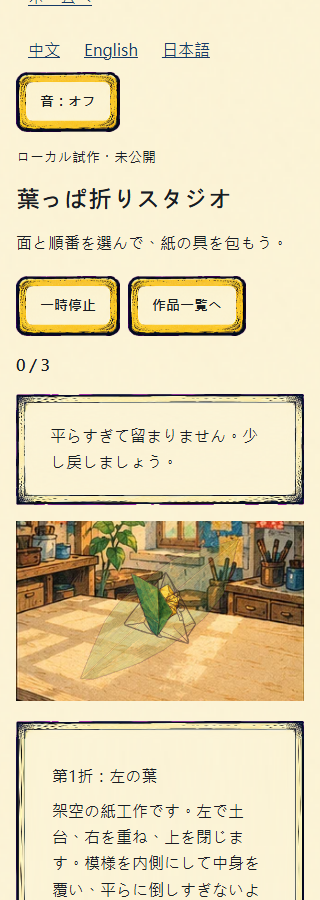 中文 English 日本語
音：オフ
ローカル試作・未公開
葉っぱ折りスタジオ
面と順番を選んで、紙の具を包もう。
一時停止 作品一覧へ
0 / 3
平らすぎて留まりません。少
し戻しましょう。
第1折：左の葉
架空の紙工作です。左で土
台、右を重ね、上を閉じま
す。模様を内側にして中身を
覆い、平らに倒しすぎないよ